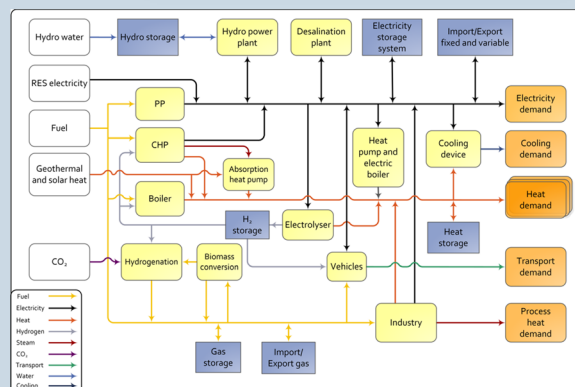 Hydro water
Hydro storage
Hydro power
plant
Desalination
plant
Electricity
storage
system
Import/Export
fixed and variable
RES electricity
PP
Electricity
demand
Fuel
CHP
Heat
pump and
electric
boiler
Cooling
device
Cooling
demand
Geothermal
and solar heat
Absorption
heat pump
Boiler
Heat
demand
H₂
storage
Electrolyser
Heat
storage
CO₂
Hydrogenation
Biomass
conversion
Vehicles
Transport
demand
Fuel
Electricity
Heat
Hydrogen
Steam
CO₂
Transport
Water
Cooling
Industry
Process
heat demand
Gas
storage
Import/
Export gas